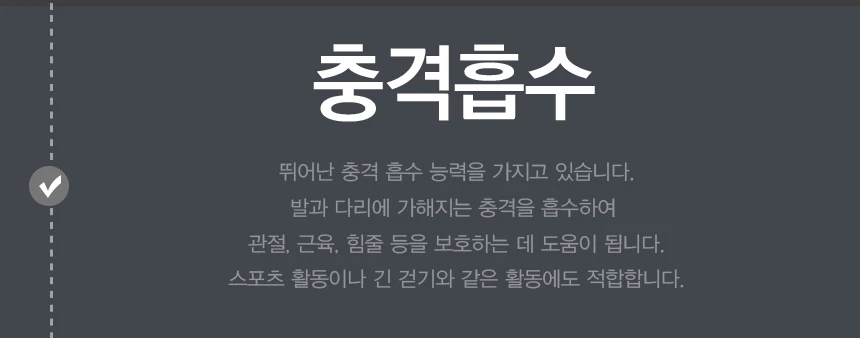 충격흡수
뛰어난 충격 흡수 능력을 가지고 있습니다.
발과 다리에 가해지는 충격을 흡수하여
관절, 근육, 힘줄 등을 보호하는 데 도움이 됩니다.
스포츠 활동이나 긴 걷기와 같은 활동에도 적합합니다.